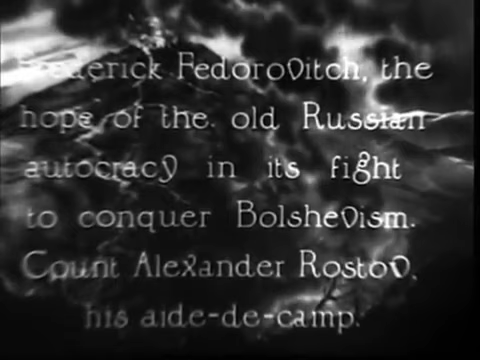 Frederick Fedorovitch, the
hope of the old Russian
autocracy in its fight
to conquer Bolshevism.
Count Alexander Rostov,
his aide-de-camp.